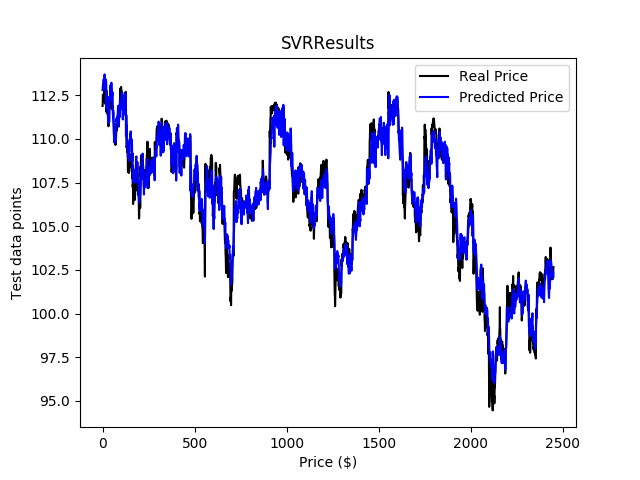 SVRResults
Real Price
Predicted Price
112.5
110.0
107.5
105.0
102.5
100.0
97.5
95.0
Test data points
0 500 1000 1500 2000 2500
Price ($)